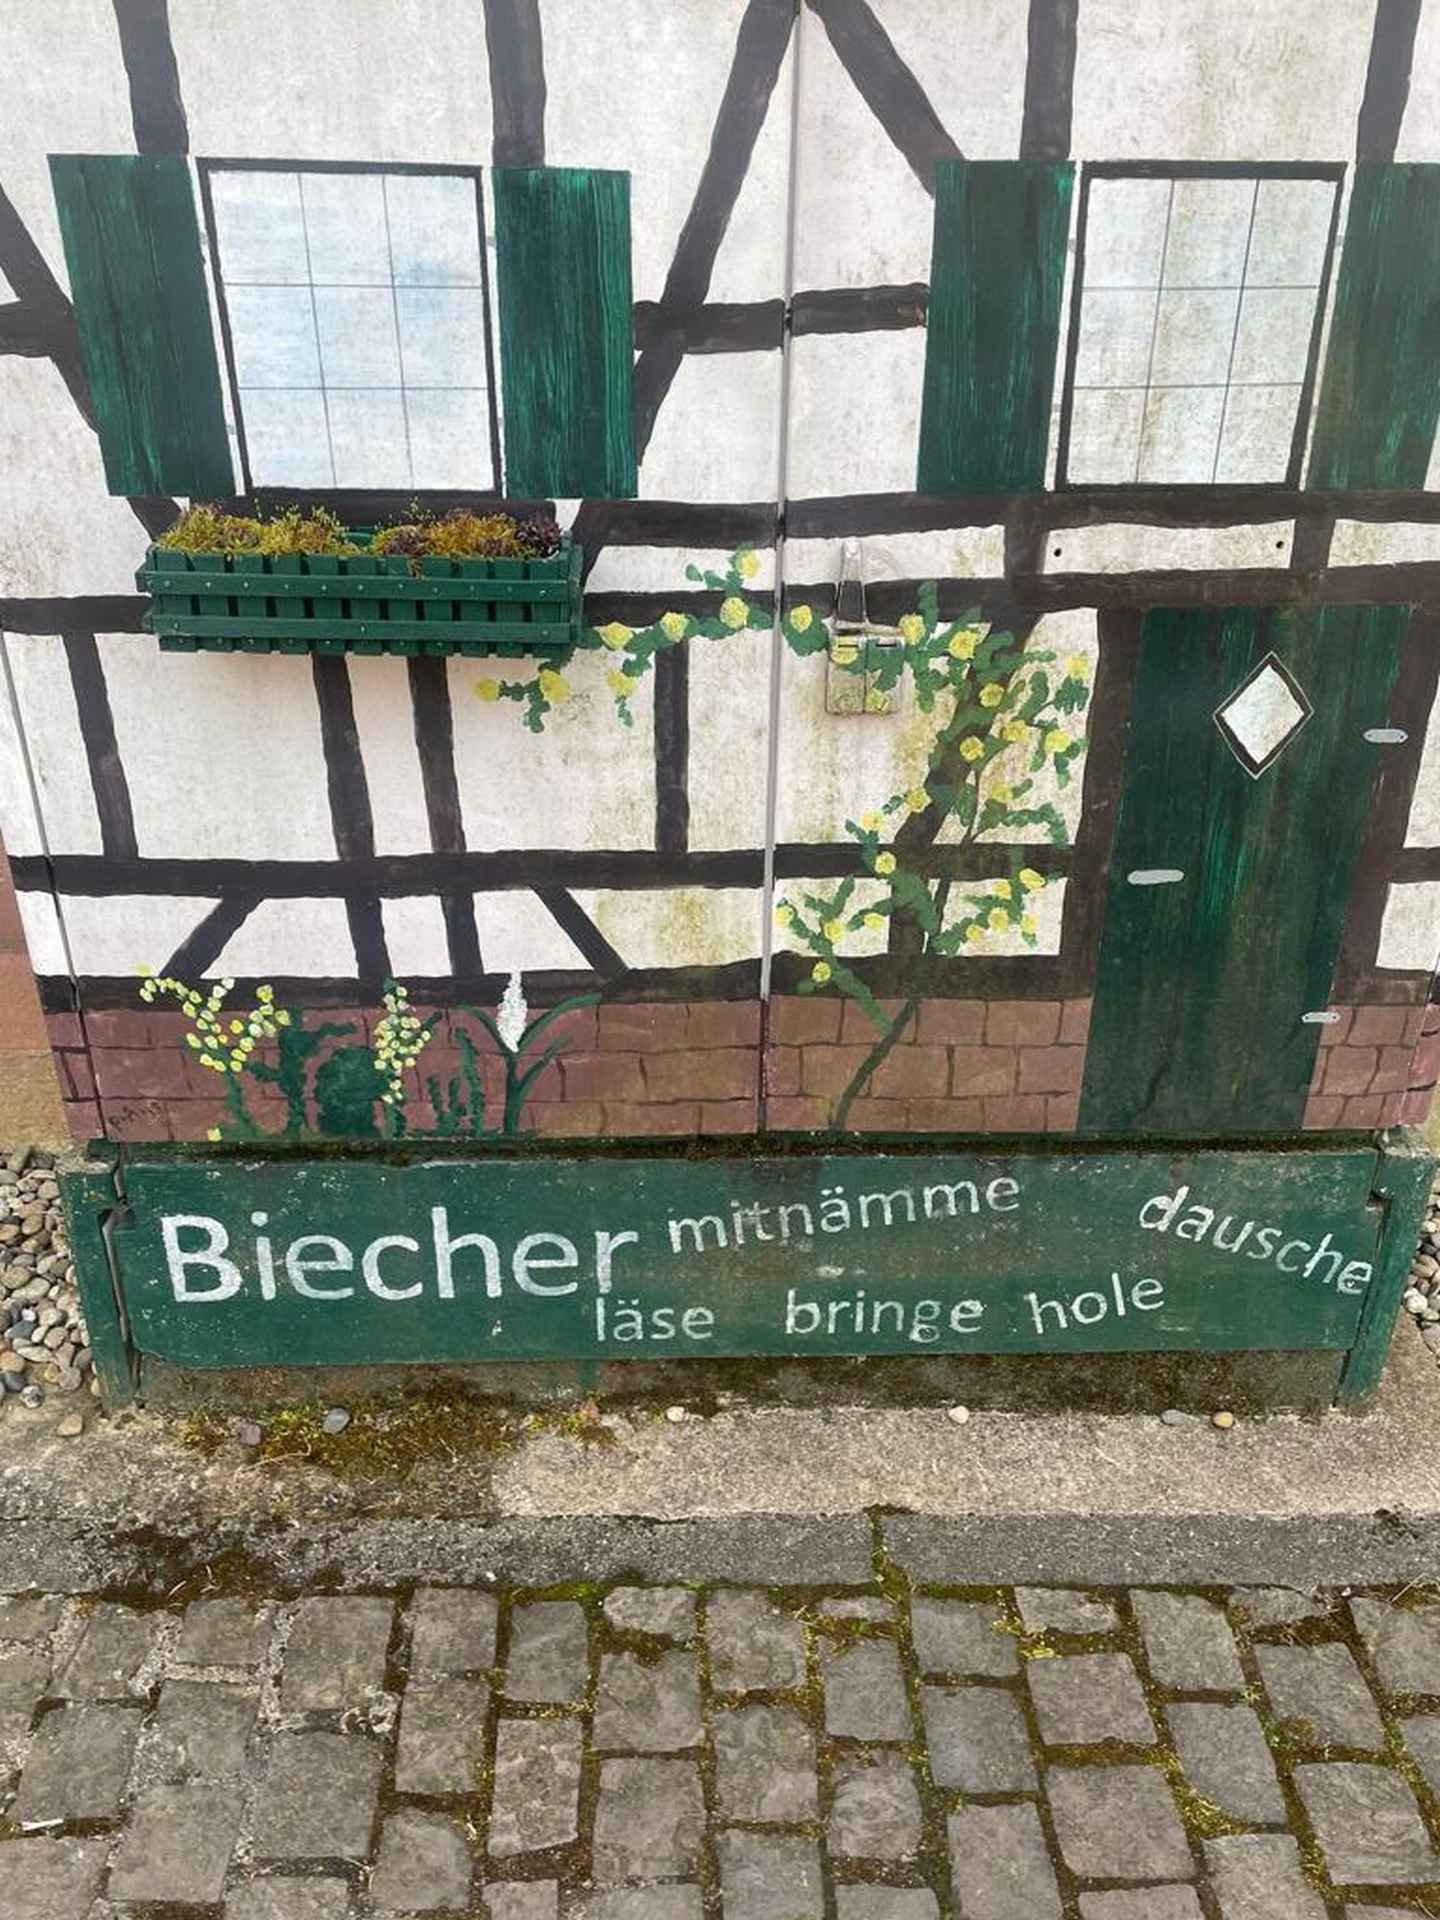 Biecher mitnämme dausche
läse bringe hole